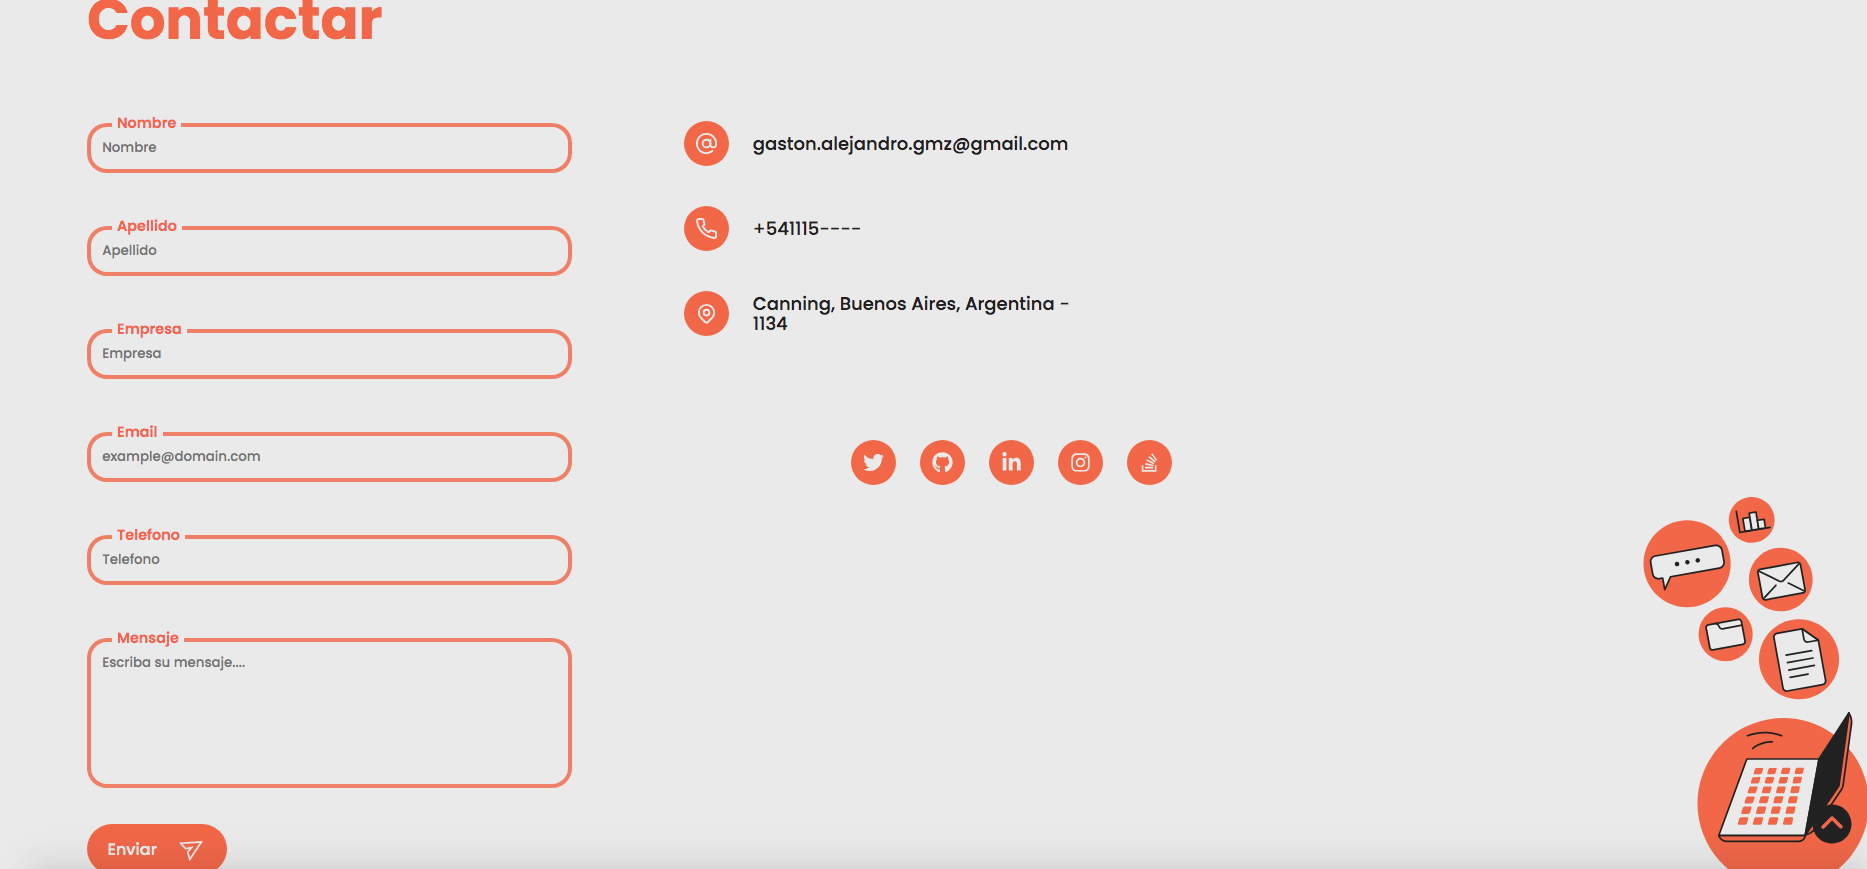 Contactar
Nombre
Nombre
Apellido
Apellido
Empresa
Empresa
Email
example@domain.com
Telefono
Telefono
Mensaje
Escriba su mensaje....
Enviar
gaston.alejandro.gmz@gmail.com
+541115----
Canning, Buenos Aires, Argentina -
1134